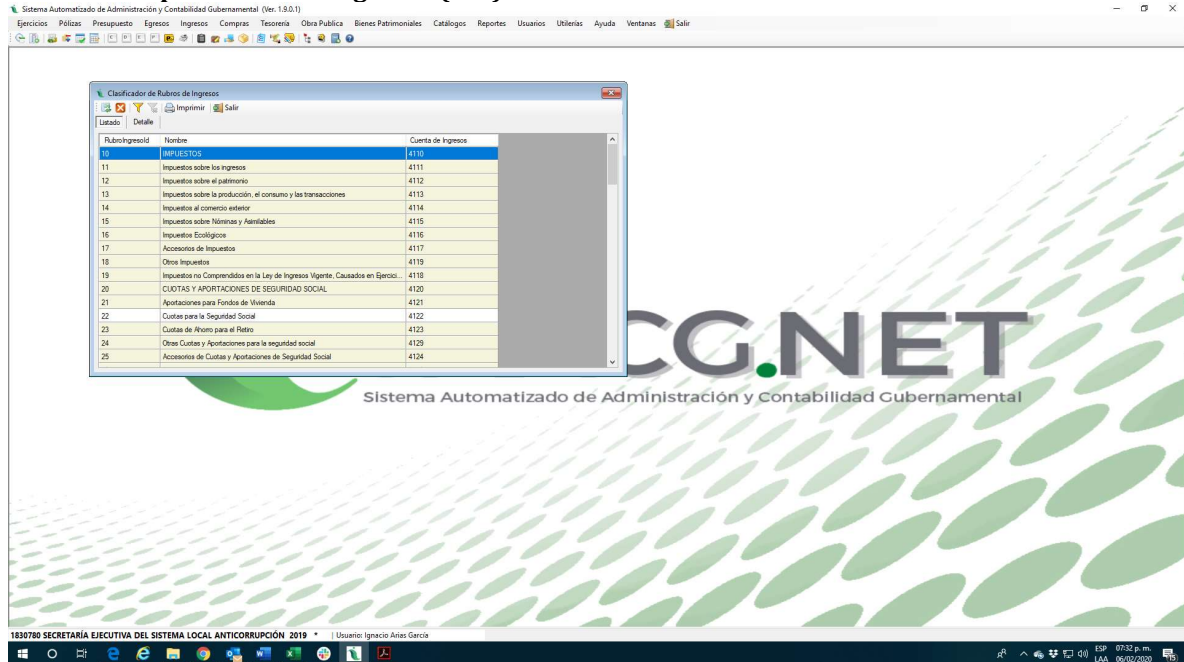 Sistema Automatizado de Administración y Contabilidad Gubernamental (Ver. 1.9.0.1)
Ejercicios Pólizas Presupuesto Egresos Ingresos Compras Tesorería Obra Publica Bienes Patrimoniales Catálogos Reportes Usuarios Utilerías Ayuda Ventanas Salir
Clasificador de Rubros de Ingresos
Imprimir Salir
Listado Detalle
RubroIngresoId Nombre Cuenta de Ingresos
10 IMPUESTOS 4110
11 Impuestos sobre los ingresos 4111
12 Impuestos sobre el patrimonio 4112
13 Impuestos sobre la producción, el consumo y las transacciones 4113
14 Impuestos al comercio exterior 4114
15 Impuestos sobre Nóminas y Asimilables 4115
16 Impuestos Ecológicos 4116
17 Accesorios de Impuestos 4117
18 Otros Impuestos 4119
19 Impuestos no Comprendidos en la Ley de Ingresos Vigente, Causados en Ejercici... 4118
20 CUOTAS Y APORTACIONES DE SEGURIDAD SOCIAL 4120
21 Aportaciones para Fondos de Vivienda 4121
22 Cuotas para la Seguridad Social 4122
23 Cuotas de Ahorro para el Retiro 4123
24 Otras Cuotas y Aportaciones para la seguridad social 4129
25 Accesorios de Cuotas y Aportaciones de Seguridad Social 4124
CG.NET
Sistema Automatizado de Administración y Contabilidad Gubernamental
1830780 SECRETARÍA EJECUTIVA DEL SISTEMA LOCAL ANTICORRUPCIÓN 2019 * | Usuario: Ignacio Arias García
ESP 07:32 p. m.
LAA 06/02/2020
15